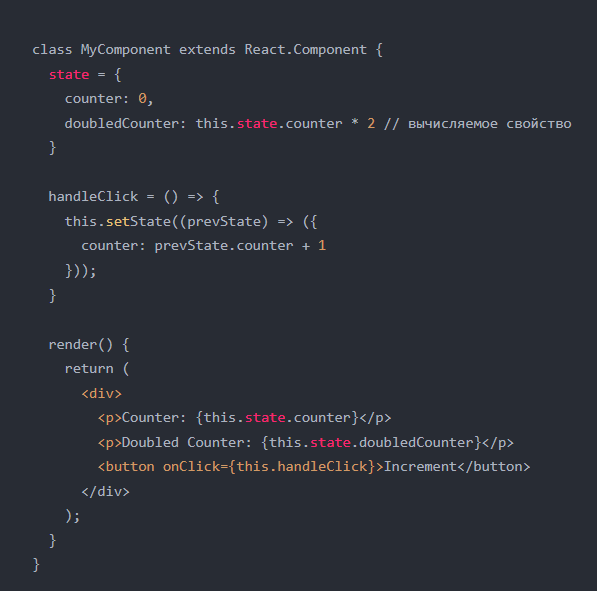 class MyComponent extends React.Component {
  state = {
    counter: 0,
    doubledCounter: this.state.counter * 2 // вычисляемое свойство
  }

  handleClick = () => {
    this.setState((prevState) => ({
      counter: prevState.counter + 1
    }));
  }

  render() {
    return (
      <div>
        <p>Counter: {this.state.counter}</p>
        <p>Doubled Counter: {this.state.doubledCounter}</p>
        <button onClick={this.handleClick}>Increment</button>
      </div>
    );
  }
}